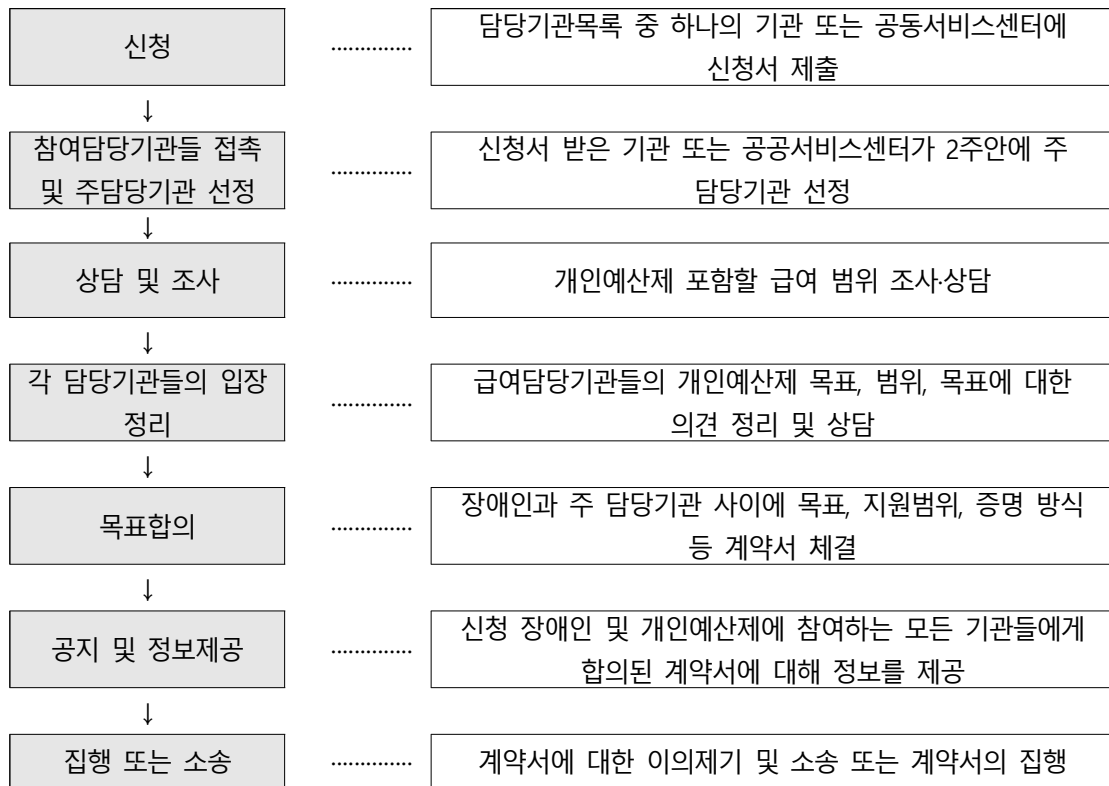 신청
담당기관목록 중 하나의 기관 또는 공동서비스센터에
신청서 제출
↓
참여담당기관들 접촉
및 주담당기관 선정
신청서 받은 기관 또는 공공서비스센터가 2주안에 주
담당기관 선정
↓
상담 및 조사
개인예산제 포함할 급여 범위 조사·상담
↓
각 담당기관들의 입장
정리
급여담당기관들의 개인예산제 목표, 범위, 목표에 대한
의견 정리 및 상담
↓
목표합의
장애인과 주 담당기관 사이에 목표, 지원범위, 증명 방식
등 계약서 체결
↓
공지 및 정보제공
신청 장애인 및 개인예산제에 참여하는 모든 기관들에게
합의된 계약서에 대해 정보를 제공
↓
집행 또는 소송
계약서에 대한 이의제기 및 소송 또는 계약서의 집행